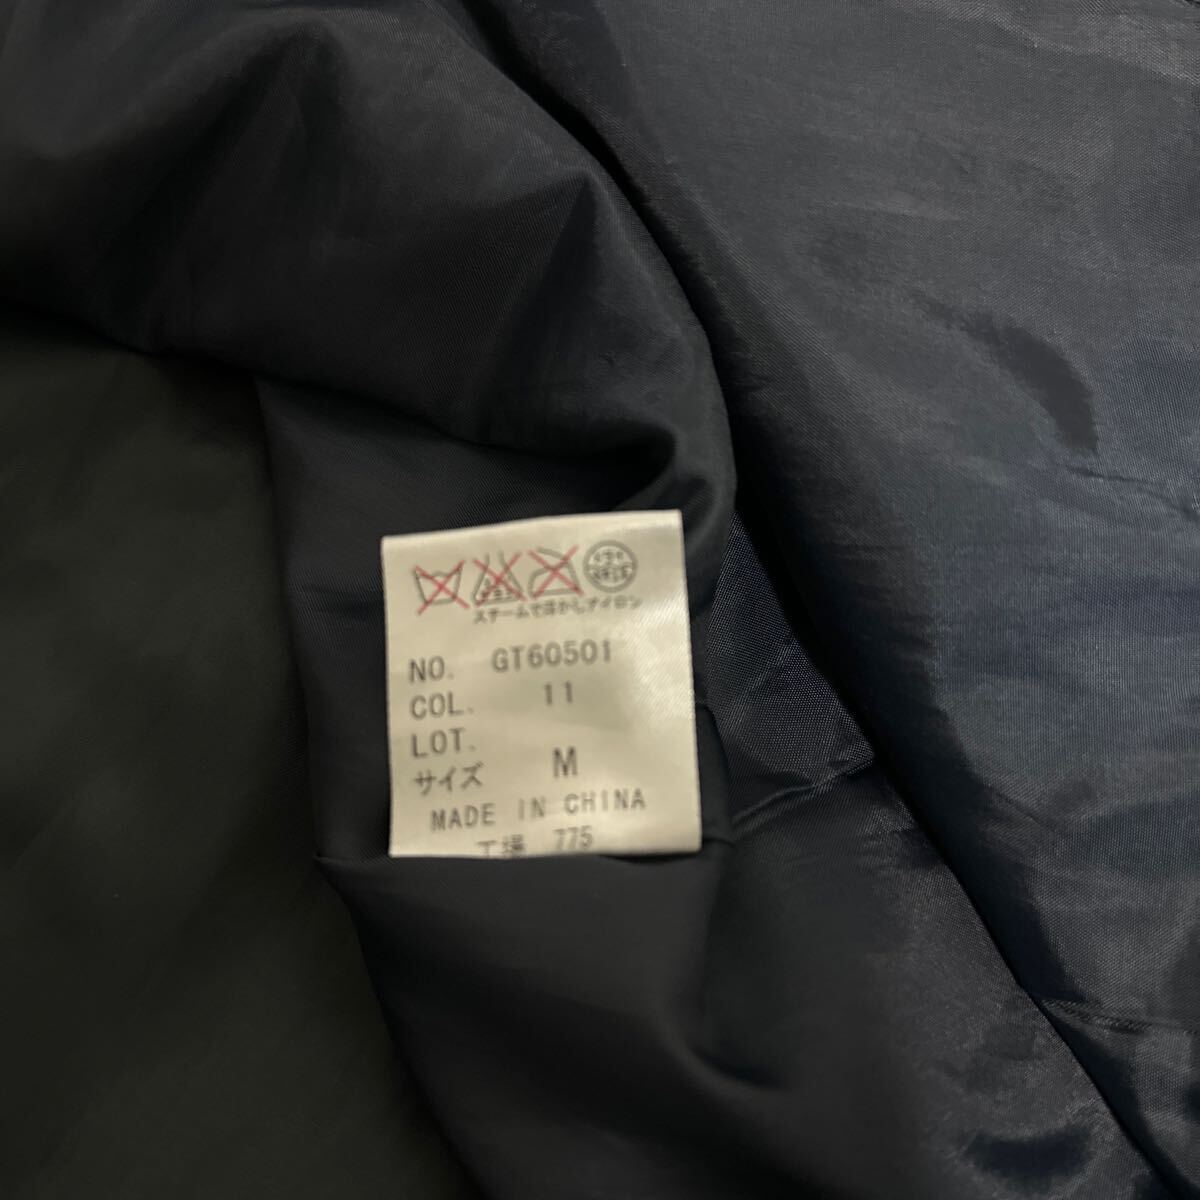 スチームで浮かしアイロン
NO. GT60501
COL. 11
LOT.
サイズ M
MADE IN CHINA
工場 775